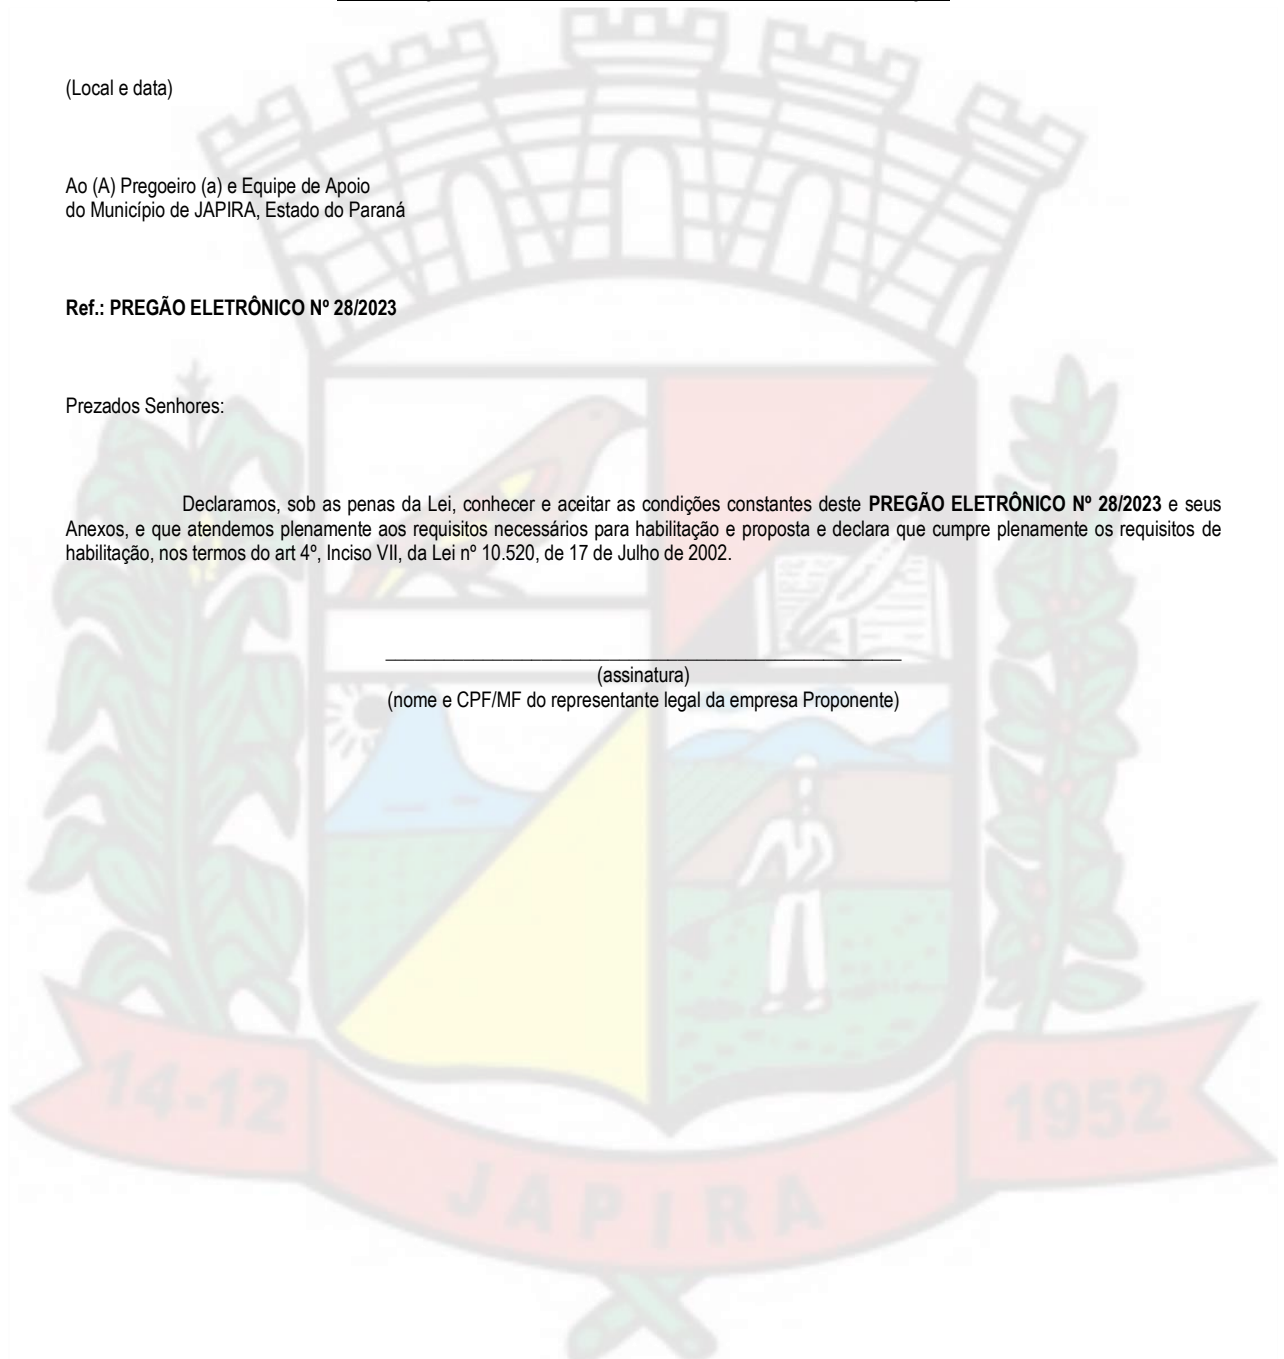 (Local e data)
Ao (A) Pregoeiro (a) e Equipe de Apoio
do Município de JAPIRA, Estado do Paraná
Ref.: PREGÃO ELETRÔNICO Nº 28/2023
Prezados Senhores:
Declaramos, sob as penas da Lei, conhecer e aceitar as condições constantes deste PREGÃO ELETRÔNICO Nº 28/2023 e seus
Anexos, e que atendemos plenamente aos requisitos necessários para habilitação e proposta e declara que cumpre plenamente os requisitos de
habilitação, nos termos do art 4º, Inciso VII, da Lei nº 10.520, de 17 de Julho de 2002.
(assinatura)
(nome e CPF/MF do representante legal da empresa Proponente)
14-12
1952
JAPIRA